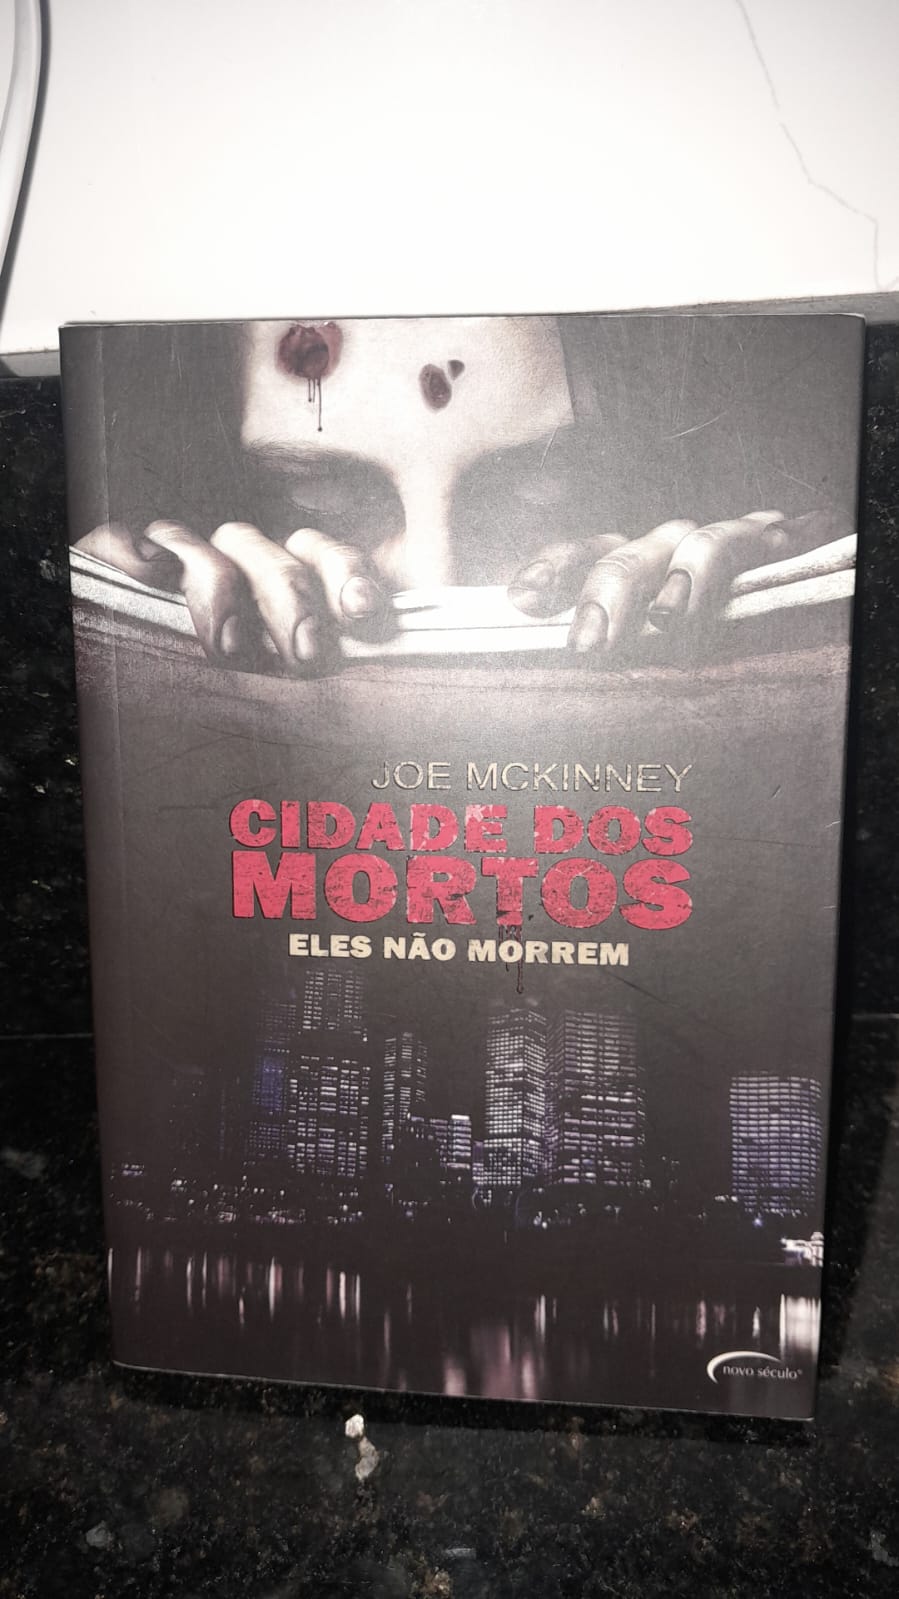 JOE MCKINNEY
CIDADE DOS
MORTOS
ELES NÃO MORREM
novo século®